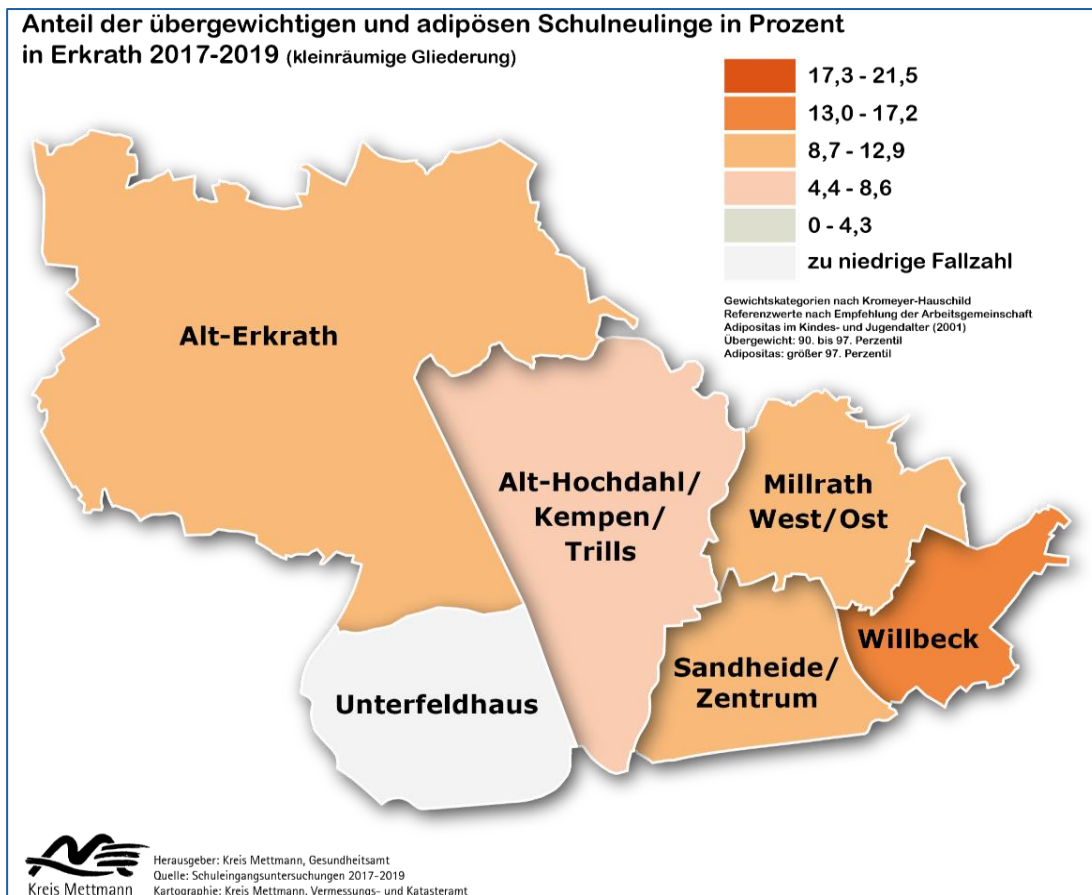 Anteil der übergewichtigen und adipösen Schulneulinge in Prozent
in Erkrath 2017-2019 (kleinräumige Gliederung)
17,3 - 21,5
13,0 - 17,2
8,7 - 12,9
4,4 - 8,6
0 - 4,3
zu niedrige Fallzahl
Gewichtskategorien nach Kromeyer-Hauschild
Referenzwerte nach Empfehlung der Arbeitsgemeinschaft
Adipositas im Kindes- und Jugendalter (2001)
Übergewicht: 90. bis 97. Perzentil
Adipositas: größer 97. Perzentil
Alt-Erkrath
Alt-Hochdahl/
Kempen/
Trills
Millrath
West/Ost
Willbeck
Sandheide/
Zentrum
Unterfeldhaus
Kreis Mettmann
Herausgeber: Kreis Mettmann, Gesundheitsamt
Quelle: Schuleingangsuntersuchungen 2017-2019
Kartographie: Kreis Mettmann, Vermessungs- und Katasteramt